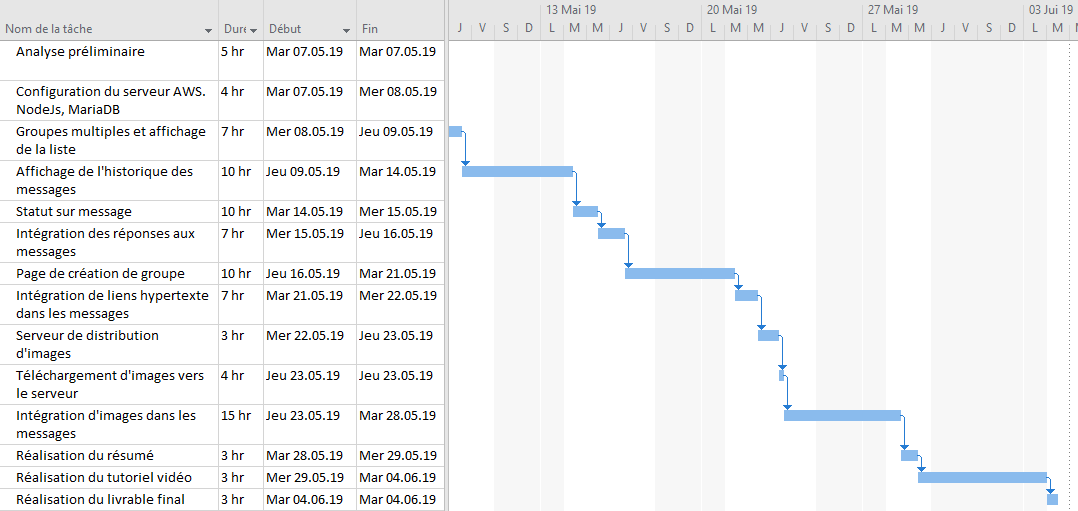 13 Mai 19 20 Mai 19 27 Mai 19 03 Jui 19
Nom de la tâche Duré Début Fin J V S D L M M J V S D L M M J V S D L M M J V S D L M
Analyse préliminaire 5 hr Mar 07.05.19 Mar 07.05.19
Configuration du serveur AWS. 4 hr Mar 07.05.19 Mer 08.05.19
NodeJs, MariaDB
Groupes multiples et affichage 7 hr Mer 08.05.19 Jeu 09.05.19
de la liste
Affichage de l'historique des 10 hr Jeu 09.05.19 Mar 14.05.19
messages
Statut sur message 10 hr Mar 14.05.19 Mer 15.05.19
Intégration des réponses aux 7 hr Mer 15.05.19 Jeu 16.05.19
messages
Page de création de groupe 10 hr Jeu 16.05.19 Mar 21.05.19
Intégration de liens hypertexte 7 hr Mar 21.05.19 Mer 22.05.19
dans les messages
Serveur de distribution 3 hr Mer 22.05.19 Jeu 23.05.19
d'images
Téléchargement d'images vers 4 hr Jeu 23.05.19 Jeu 23.05.19
le serveur
Intégration d'images dans les 15 hr Jeu 23.05.19 Mar 28.05.19
messages
Réalisation du résumé 3 hr Mar 28.05.19 Mer 29.05.19
Réalisation du tutoriel vidéo 3 hr Mer 29.05.19 Mar 04.06.19
Réalisation du livrable final 3 hr Mar 04.06.19 Mar 04.06.19